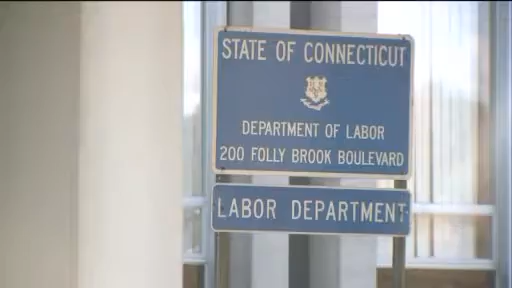 STATE OF CONNECTICUT
DEPARTMENT OF LABOR
200 FOLLY BROOK BOULEVARD
LABOR DEPARTMENT